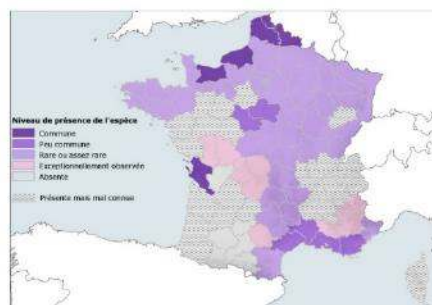 Niveau de présence de l'espèce
Commune
Peu commune
Rare ou assez rare
Exceptionnellement observée
Absente
Présente mais mal connue